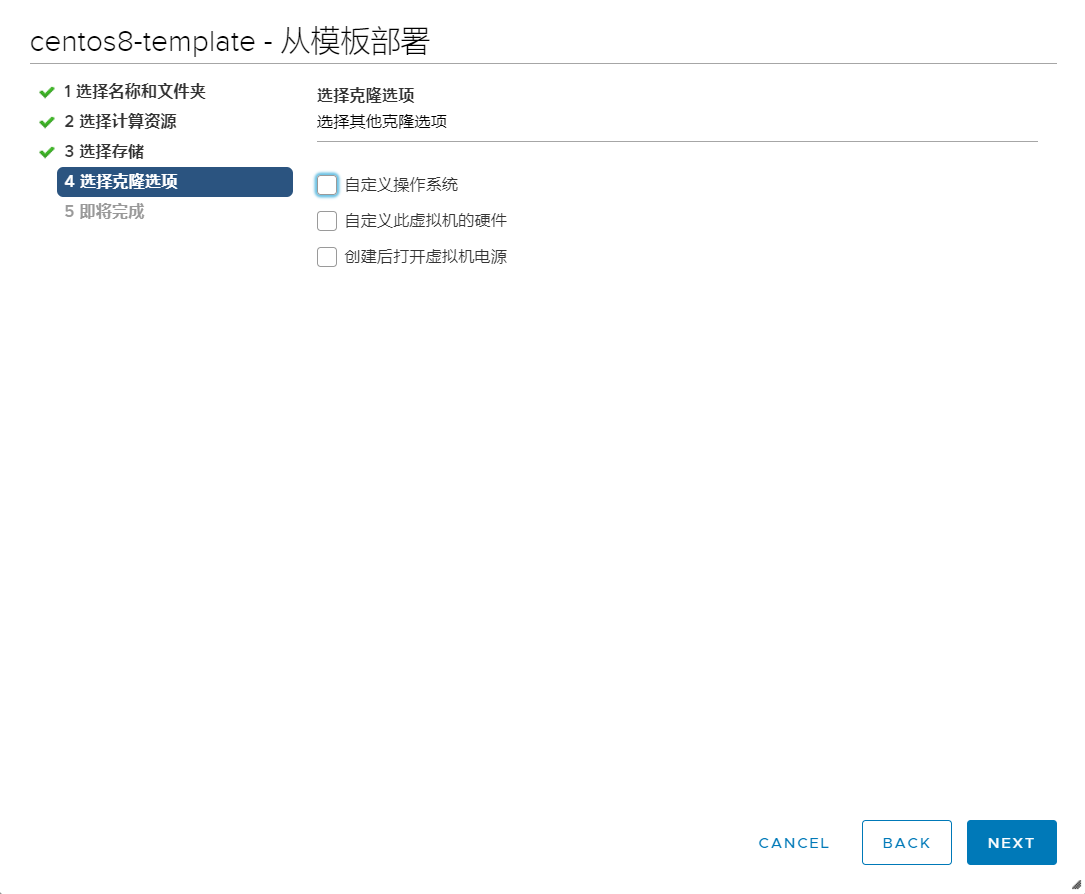 centos8-template - 从模板部署
1 选择名称和文件夹
2 选择计算资源
3 选择存储
4 选择克隆选项
5 即将完成
选择克隆选项
选择其他克隆选项
自定义操作系统
自定义此虚拟机的硬件
创建后打开虚拟机电源
CANCEL
BACK
NEXT